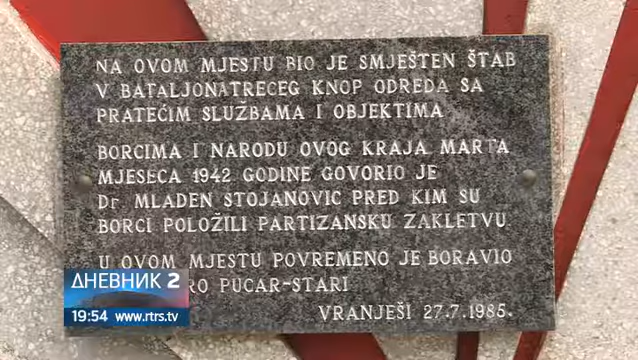 NA OVOM MJESTU BIO JE SMJEŠTEN ŠTAB
V BATALJONATREĆEG KNOP ODREDA SA
PRATEĆIM SLUŽBAMA I OBJEKTIMA
BORCIMA I NARODU OVOG KRAJA MARTA
MJESECA 1942 GODINE GOVORIO JE
Dr. MLADEN STOJANOVIĆ PRED KIM SU
BORCI POLOŽILI PARTIZANSKU ZAKLETVU
U OVOM MJESTU POVREMENO JE BORAVIO
RO PUCAR-STARI
VRANJEŠI 27.7.1985.
ДНЕВНИК 2
19:54 www.rtrs.tv